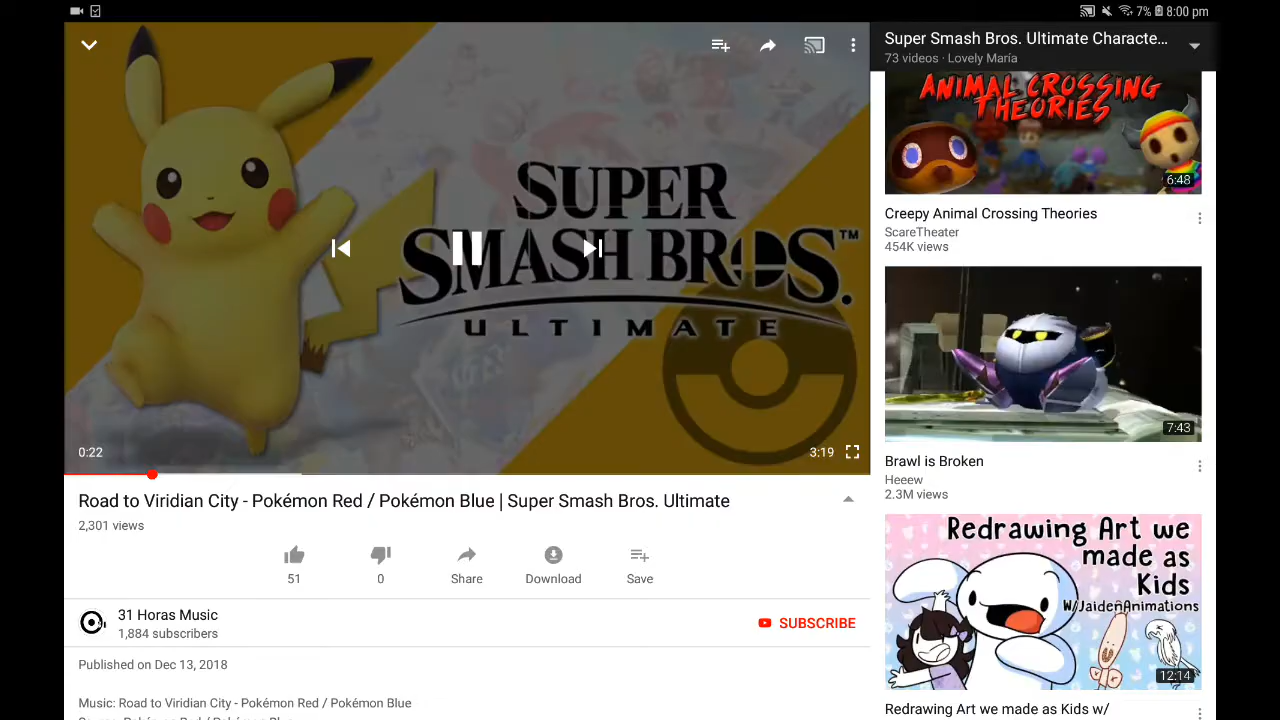 7% 8:00 pm
SUPER
SMASH BROS.™
ULTIMATE
0:22
3:19
Road to Viridian City - Pokémon Red / Pokémon Blue | Super Smash Bros. Ultimate
2,301 views
51
0
Share
Download
Save
31 Horas Music
1,884 subscribers
SUBSCRIBE
Published on Dec 13, 2018
Music: Road to Viridian City - Pokémon Red / Pokémon Blue
Super Smash Bros. Ultimate Characte...
73 videos · Lovely María
ANIMAL CROSSING
THEORIES
6:48
Creepy Animal Crossing Theories
ScareTheater
454K views
7:43
Brawl is Broken
Heeew
2.3M views
Redrawing Art we
made as
Kids
W/JaidenAnimations
12:14
Redrawing Art we made as Kids w/